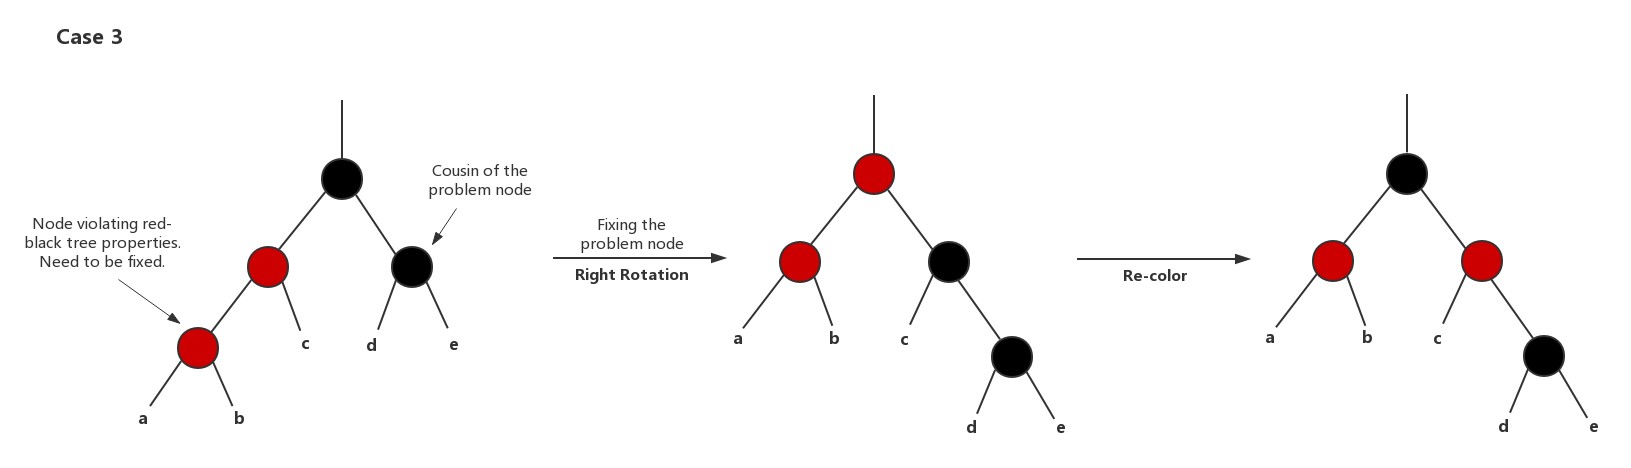 Case 3
Cousin of the
problem node
Node violating red-
black tree properties.
Need to be fixed.
c
d
e
a
b
Fixing the
problem node
Right Rotation
a
b
c
d
e
Re-color
a
b
c
d
e